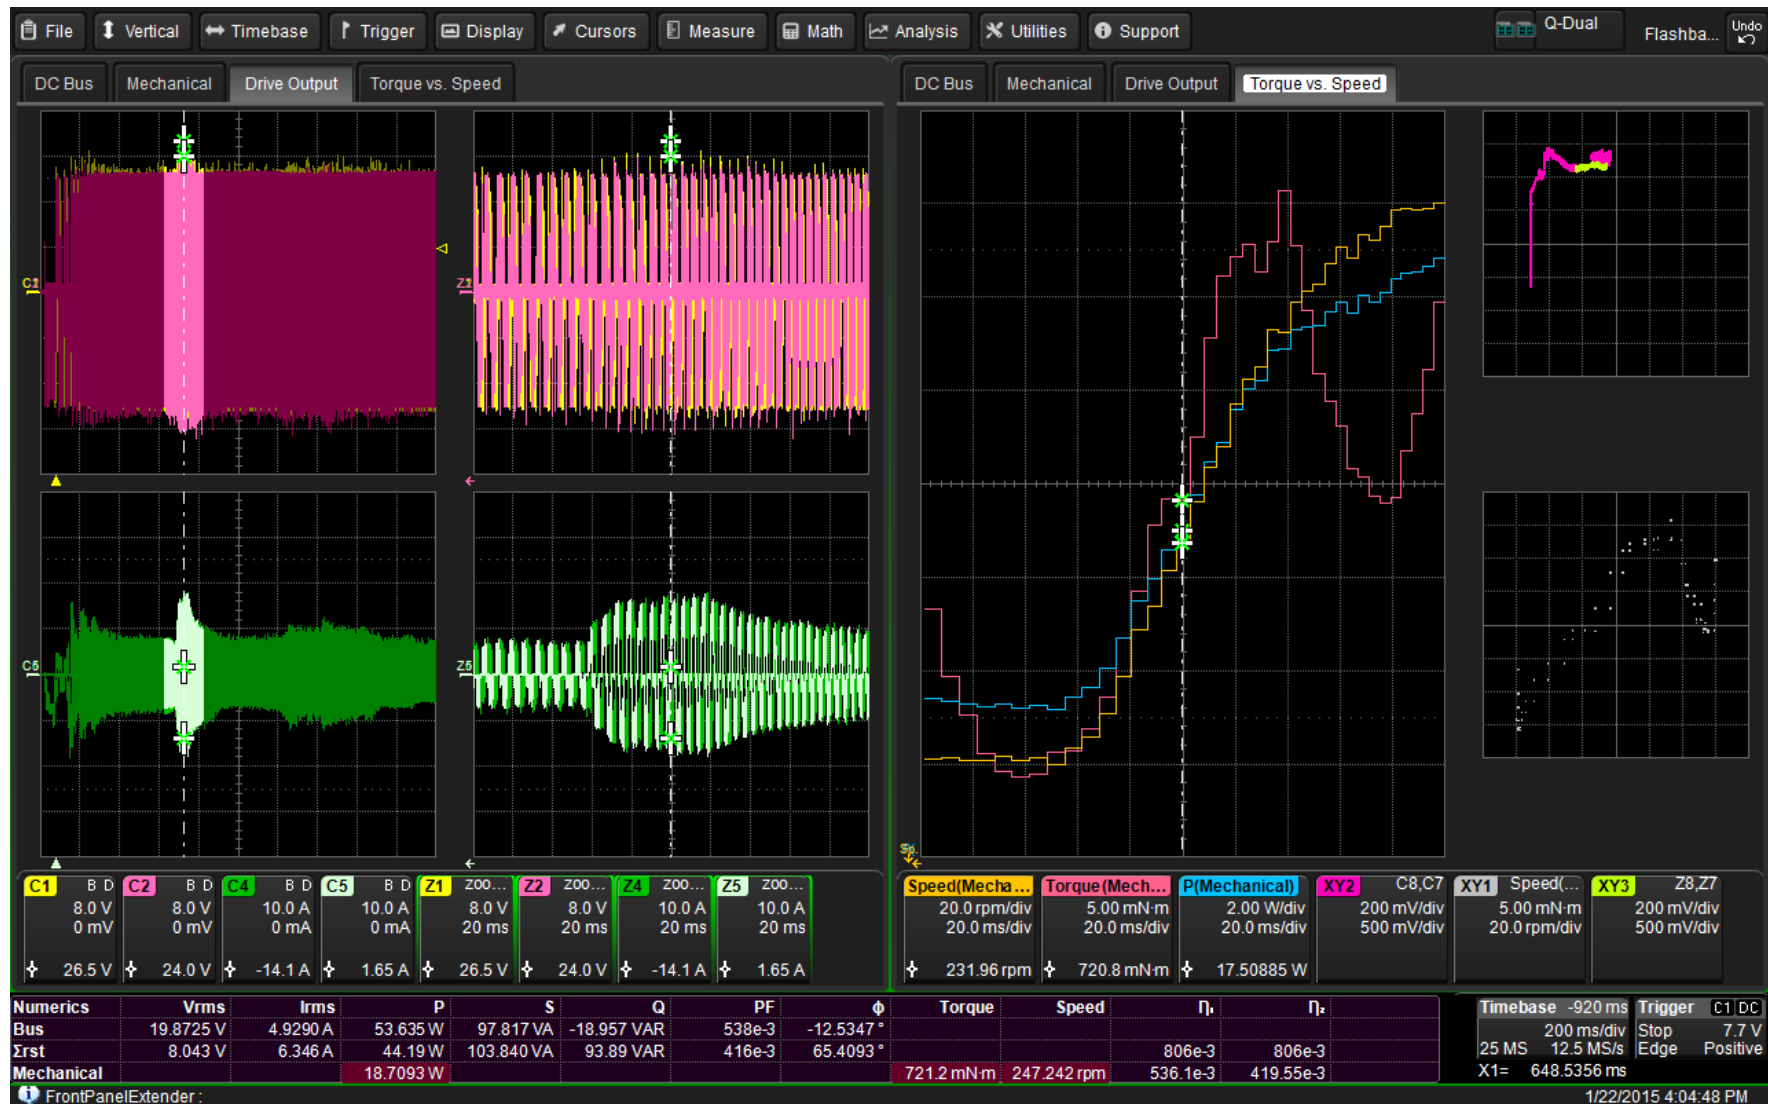 File Vertical Timebase Trigger Display Cursors Measure Math Analysis Utilities Support Q-Dual Flashba... Undo
DC Bus Mechanical Drive Output Torque vs. Speed
DC Bus Mechanical Drive Output Torque vs. Speed
C5
Z5
C1 B D C2 B D C4 B D C5 B D Z1 zoo... Z2 zoo... Z4 zoo... Z5 zoo...
8.0 V 8.0 V 10.0 A 10.0 A 8.0 V 8.0 V 10.0 A 10.0 A
0 mV 0 mV 0 mA 0 mA 20 ms 20 ms 20 ms 20 ms
26.5 V 24.0 V -14.1 A 1.65 A 26.5 V 24.0 V -14.1 A 1.65 A
Speed(Mecha... Torque(Mech... P(Mechanical) XY2 C8,C7 XY1 Speed(... XY3 Z8,Z7
20.0 rpm/div 5.00 mN·m 2.00 W/div 200 mV/div 5.00 mN·m 200 mV/div
20.0 ms/div 20.0 ms/div 20.0 ms/div 500 mV/div 20.0 rpm/div 500 mV/div
231.96 rpm 720.8 mN·m 17.50885 W
Numerics Vrms Irms P S Q PF ϕ Torque Speed η₁ η₂
Bus 19.8725 V 4.9290 A 53.635 W 97.817 VA -18.957 VAR 538e-3 -12.5347 °
Σrst 8.043 V 6.346 A 44.19 W 103.840 VA 93.89 VAR 416e-3 65.4093 ° 806e-3 806e-3
Mechanical 18.7093 W 721.2 mN·m 247.242 rpm 536.1e-3 419.55e-3
Timebase -920 ms Trigger C1 DC
200 ms/div Stop 7.7 V
25 MS 12.5 MS/s Edge Positive
X1= 648.5356 ms
FrontPanelExtender : 1/22/2015 4:04:48 PM